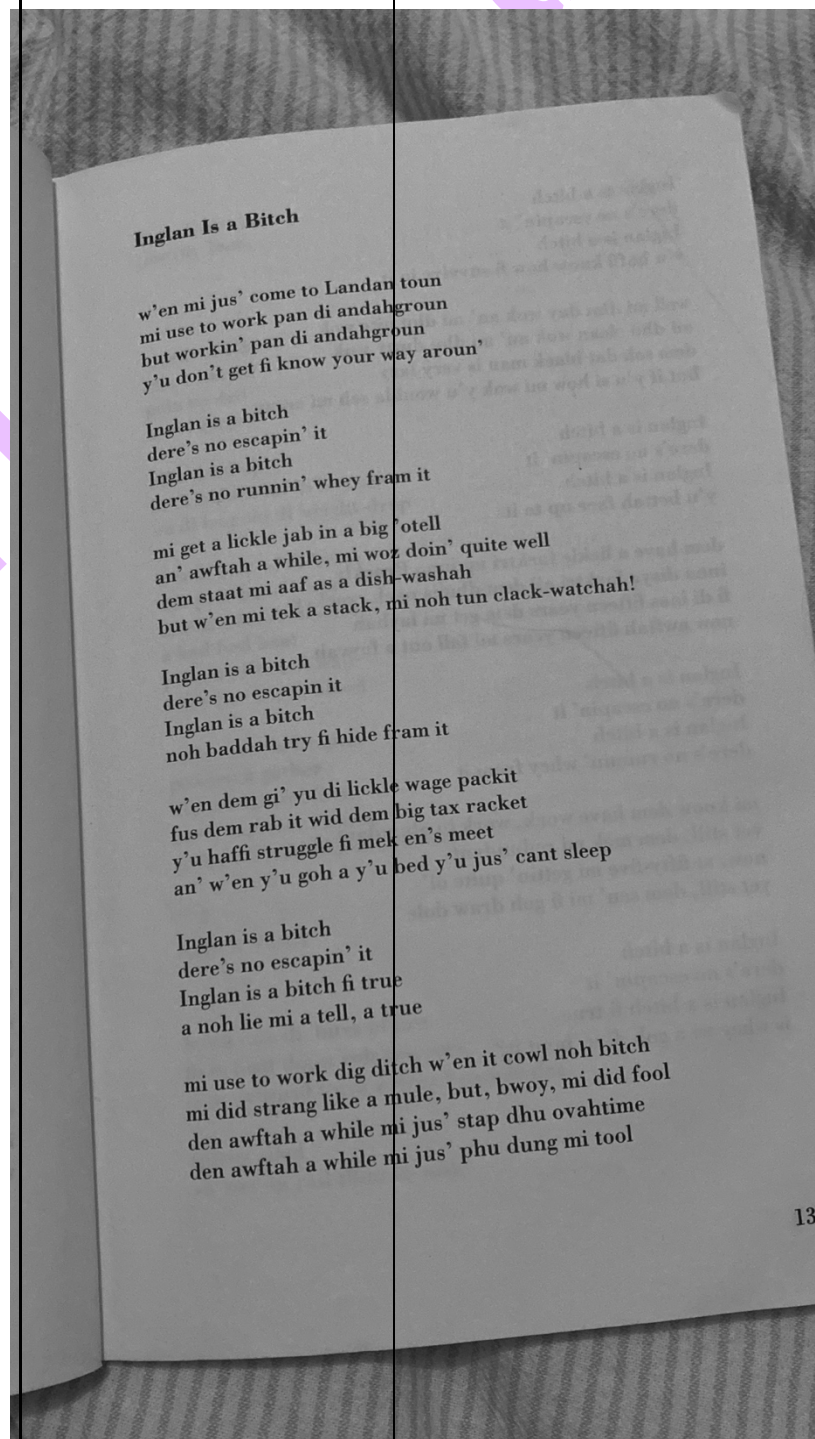 Inglan Is a Bitch
w'en mi jus' come to Landan toun
mi use to work pan di andahgroun
but workin' pan di andahgroun
y'u don't get fi know your way aroun'
Inglan is a bitch
dere's no escapin' it
Inglan is a bitch
dere's no runnin' whey fram it
mi get a lickle jab in a big 'otell
an' awftah a while, mi woz doin' quite well
dem staat mi aaf as a dish-washah
but w'en mi tek a stack, mi noh tun clack-watchah!
Inglan is a bitch
dere's no escapin it
Inglan is a bitch
noh baddah try fi hide fram it
w'en dem gi' yu di lickle wage packit
fus dem rab it wid dem big tax racket
y'u haffi struggle fi mek en's meet
an' w'en y'u goh a y'u bed y'u jus' cant sleep
Inglan is a bitch
dere's no escapin' it
Inglan is a bitch fi true
a noh lie mi a tell, a true
mi use to work dig ditch w'en it cowl noh bitch
mi did strang like a mule, but, bwoy, mi did fool
den awftah a while mi jus' stap dhu ovahtime
den awftah a while mi jus' phu dung mi tool
13